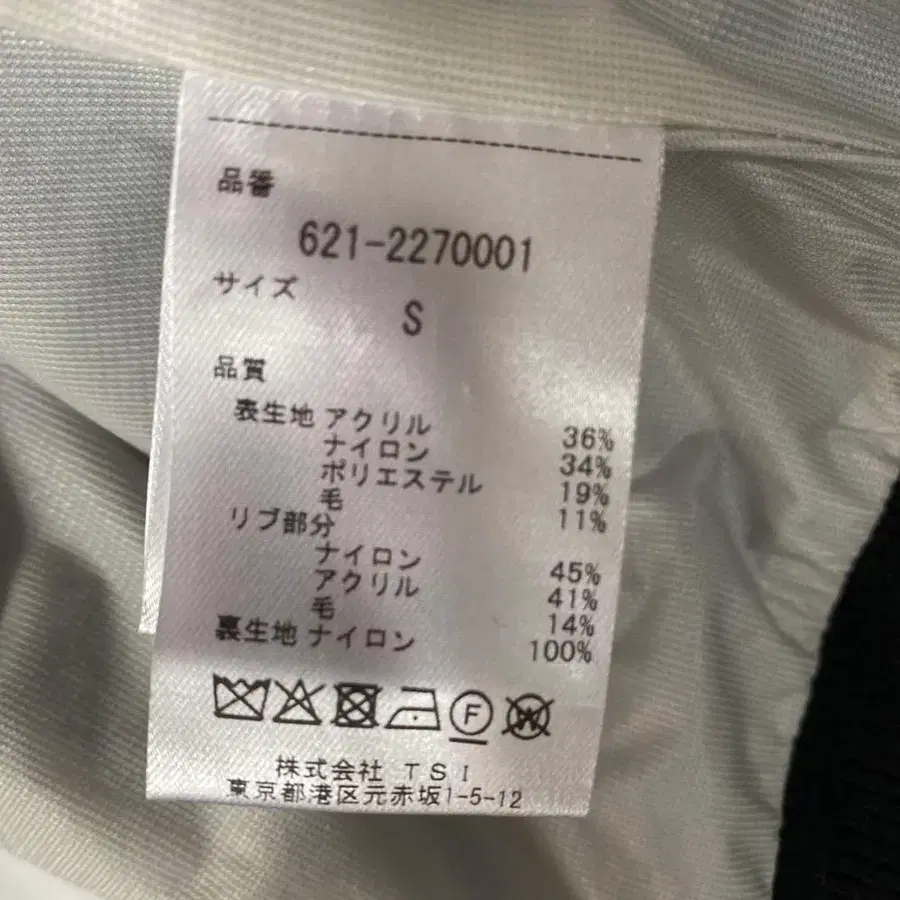 品番
621-2270001
サイズ
S
品質
表生地 アクリル 36%
ナイロン 34%
ポリエステル 19%
毛 11%
リブ部分
ナイロン 45%
アクリル 41%
毛 14%
裏生地 ナイロン 100%
F W
株式会社 TSI
東京都港区元赤坂1-5-12